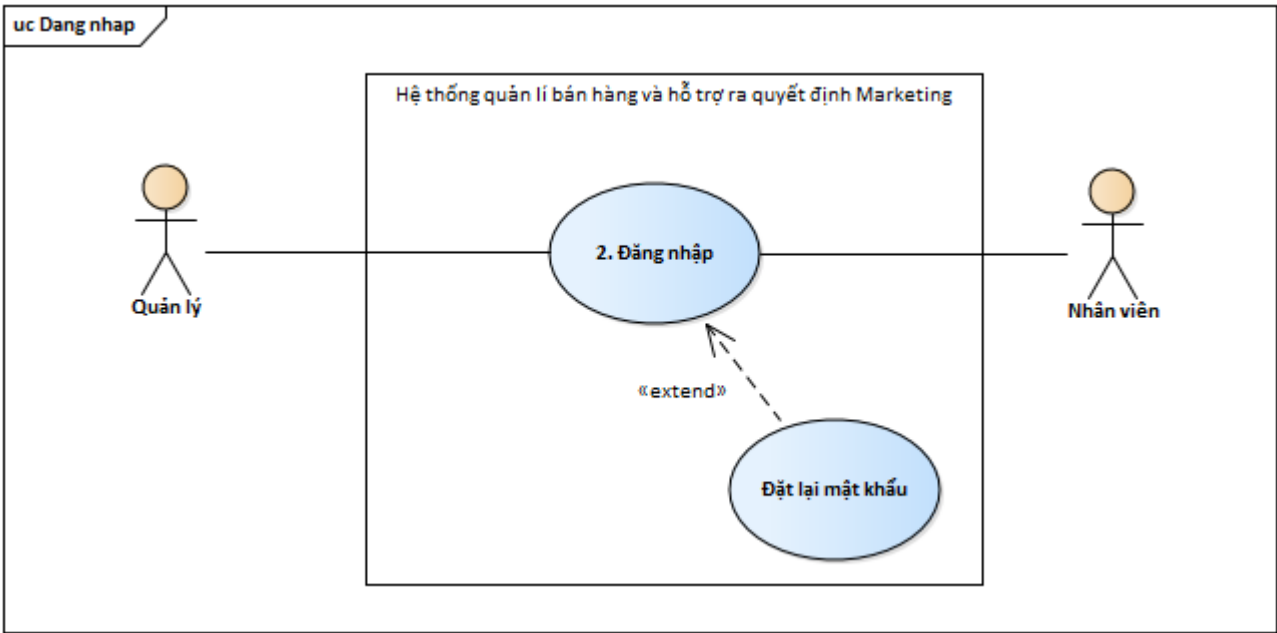 uc Dang nhap
Hệ thống quản lí bán hàng và hỗ trợ ra quyết định Marketing
2. Đăng nhập
Quản lý
Nhân viên
«extend»
Đặt lại mật khẩu